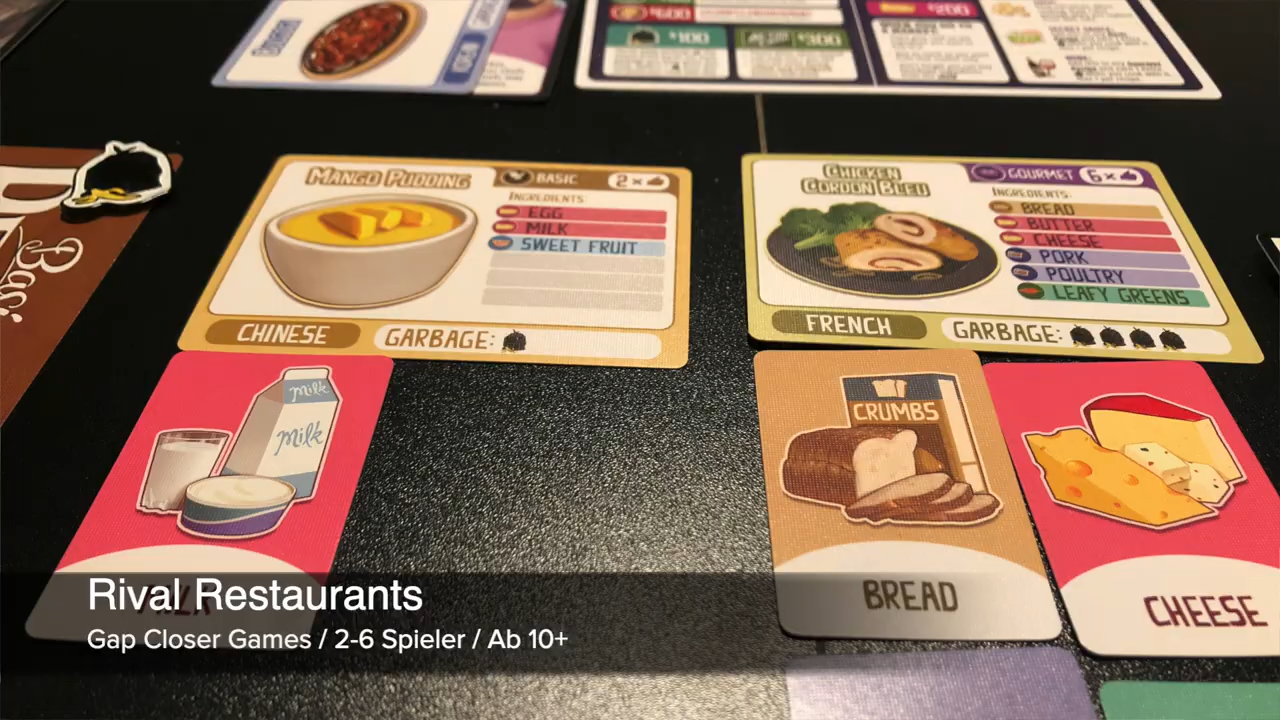 $600
$100
$300
$200
MANGO PUDDING
BASIC
2×
INGREDIENTS
EGG
MILK
SWEET FRUIT
CHINESE
GARBAGE:
CHICKEN
CORDON BLEU
GOURMET
6×
INGREDIENTS:
BREAD
BUTTER
CHEESE
PORK
POULTRY
LEAFY GREENS
FRENCH
GARBAGE:
Milk
Milk
CRUMBS
MILK
BREAD
CHEESE
Rival Restaurants
Gap Closer Games / 2-6 Spieler / Ab 10+